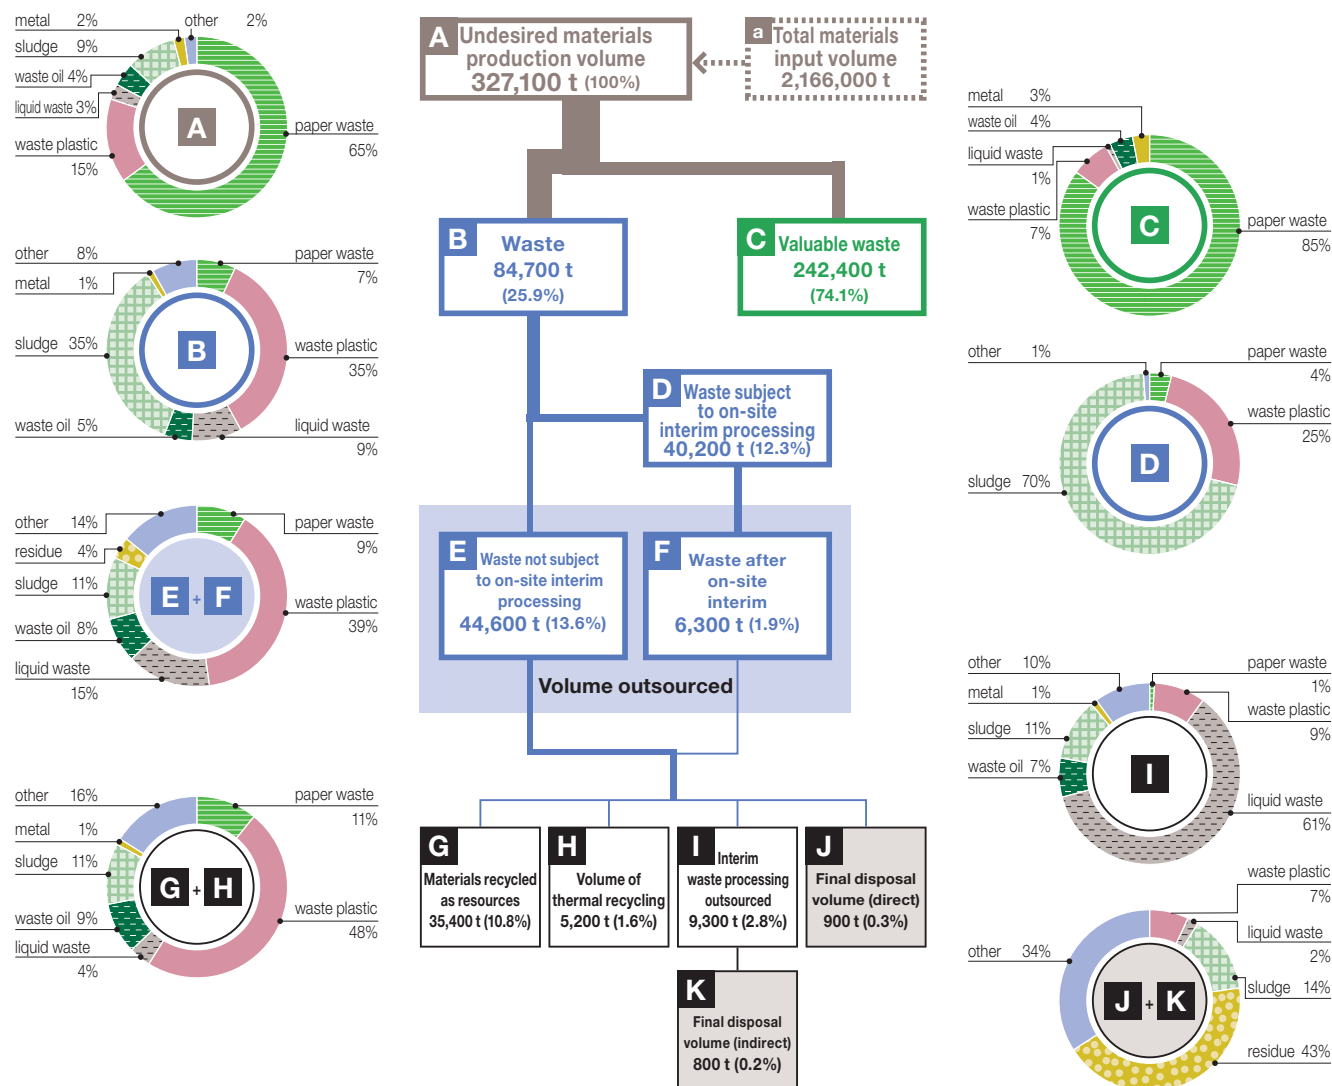 metal 2%
other 2%
sludge 9%
waste oil 4%
liquid waste 3%
waste plastic
15%
A
paper waste
65%
A Undesired materials
production volume
327,100 t (100%)
a Total materials
input volume
2,166,000 t
metal 3%
waste oil 4%
liquid waste
1%
waste plastic
7%
C
paper waste
85%
other 8%
metal 1%
sludge 35%
waste oil 5%
B
paper waste
7%
waste plastic
35%
liquid waste
9%
B Waste
84,700 t
(25.9%)
C Valuable waste
242,400 t
(74.1%)
D Waste subject
to on-site
interim processing
40,200 t (12.3%)
other 1%
sludge 70%
D
paper waste
4%
waste plastic
25%
other 14%
residue 4%
sludge 11%
waste oil 8%
liquid waste
15%
E + F
paper waste
9%
waste plastic
39%
E Waste not subject
to on-site interim
processing
44,600 t (13.6%)
F Waste after
on-site
interim
6,300 t (1.9%)
Volume outsourced
other 10%
metal 1%
sludge 11%
waste oil 7%
I
paper waste
1%
waste plastic
9%
liquid waste
61%
other 16%
metal 1%
sludge 11%
waste oil 9%
liquid waste
4%
G + H
paper waste
11%
waste plastic
48%
G
Materials recycled
as resources
35,400 t (10.8%)
H
Volume of
thermal recycling
5,200 t (1.6%)
I Interim
waste processing
outsourced
9,300 t (2.8%)
J
Final disposal
volume (direct)
900 t (0.3%)
K
Final disposal
volume (indirect)
800 t (0.2%)
other 34%
J + K
waste plastic
7%
liquid waste
2%
sludge 14%
residue 43%